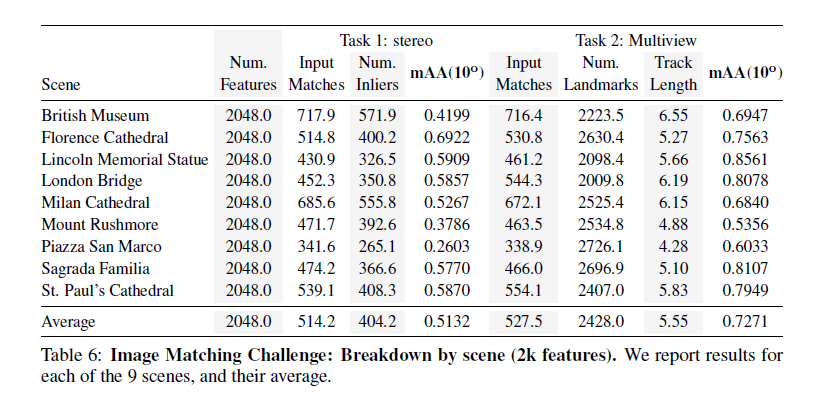 Task 1: stereo Task 2: Multiview
Num. Input Num. mAA(10º) Input Num. Track mAA(10º)
Scene Features Matches Inliers Matches Landmarks Length
British Museum 2048.0 717.9 571.9 0.4199 716.4 2223.5 6.55 0.6947
Florence Cathedral 2048.0 514.8 400.2 0.6922 530.8 2630.4 5.27 0.7563
Lincoln Memorial Statue 2048.0 430.9 326.5 0.5909 461.2 2098.4 5.66 0.8561
London Bridge 2048.0 452.3 350.8 0.5857 544.3 2009.8 6.19 0.8078
Milan Cathedral 2048.0 685.6 555.8 0.5267 672.1 2525.4 6.15 0.6840
Mount Rushmore 2048.0 471.7 392.6 0.3786 463.5 2534.8 4.88 0.5356
Piazza San Marco 2048.0 341.6 265.1 0.2603 338.9 2726.1 4.28 0.6033
Sagrada Familia 2048.0 474.2 366.6 0.5770 466.0 2696.9 5.10 0.8107
St. Paul's Cathedral 2048.0 539.1 408.3 0.5870 554.1 2407.0 5.83 0.7949
Average 2048.0 514.2 404.2 0.5132 527.5 2428.0 5.55 0.7271
Table 6: Image Matching Challenge: Breakdown by scene (2k features). We report results for
each of the 9 scenes, and their average.